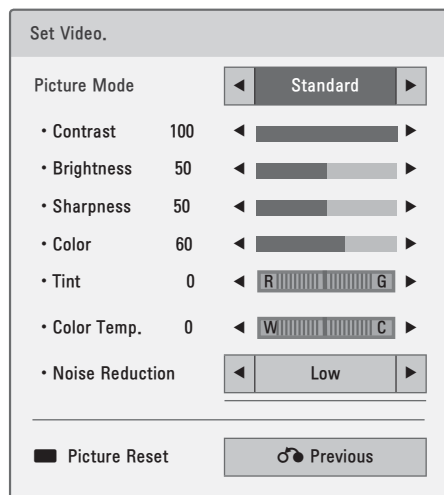 Set Video.
Picture Mode Standard
• Contrast 100
• Brightness 50
• Sharpness 50
• Color 60
• Tint 0 R G
• Color Temp. 0 W C
• Noise Reduction Low
Picture Reset Previous